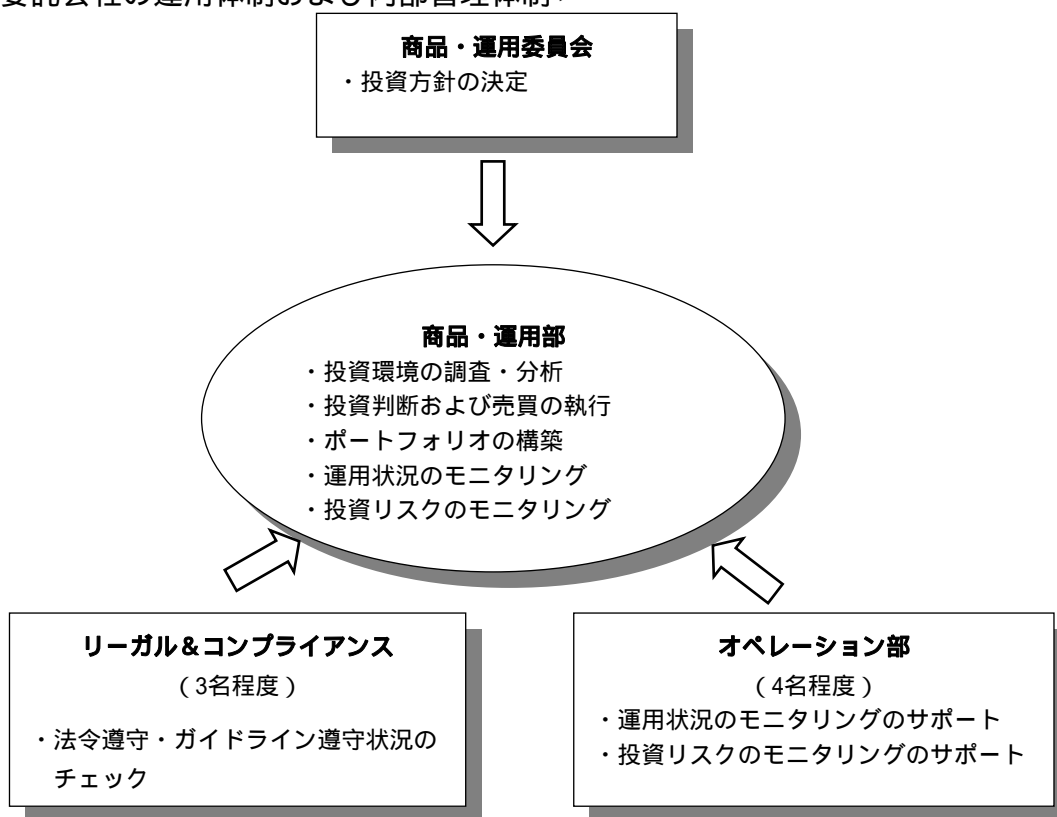 委託会社の運用体制および内部管理体制
商品・運用委員会
・投資方針の決定
商品・運用部
・投資環境の調査・分析
・投資判断および売買の執行
・ポートフォリオの構築
・運用状況のモニタリング
・投資リスクのモニタリング
リーガル＆コンプライアンス
（3名程度）
・法令遵守・ガイドライン遵守状況の
チェック
オペレーション部
（4名程度）
・運用状況のモニタリングのサポート
・投資リスクのモニタリングのサポート